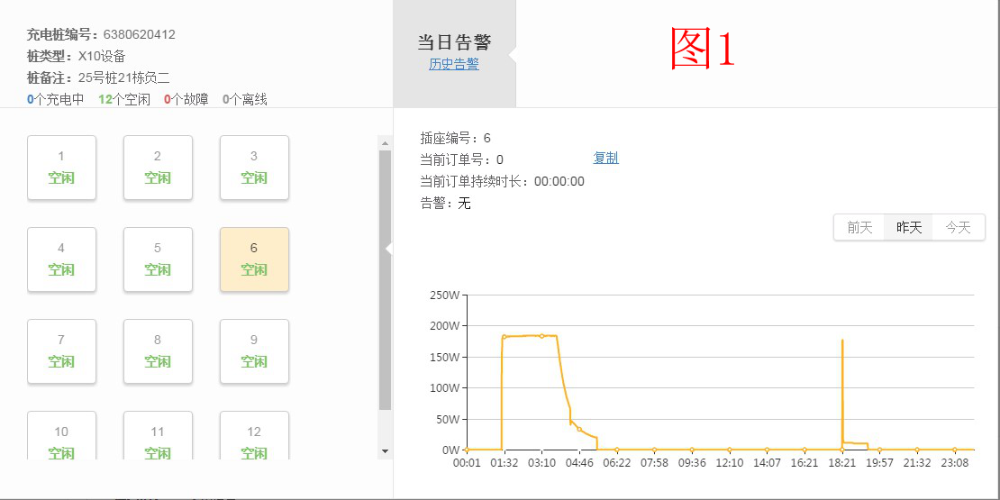 充电桩编号：6380620412
桩类型：X10设备
桩备注：25号桩21栋负二
0个充电中 12个空闲 0个故障 0个离线
当日告警
历史告警
图1
1
空闲
2
空闲
3
空闲
4
空闲
5
空闲
6
空闲
7
空闲
8
空闲
9
空闲
10
空闲
11
空闲
12
空闲
插座编号：6
当前订单号：0 复制
当前订单持续时长：00:00:00
告警：无
前天 昨天 今天
250W
200W
150W
100W
50W
0W
00:01 01:32 03:10 04:46 06:22 07:58 09:36 12:10 14:07 16:21 18:21 19:57 21:32 23:08